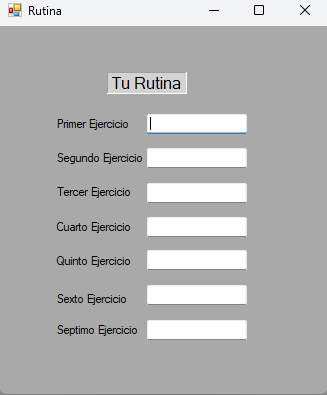 Rutina
Tu Rutina
Primer Ejercicio
Segundo Ejercicio
Tercer Ejercicio
Cuarto Ejercicio
Quinto Ejercicio
Sexto Ejercicio
Septimo Ejercicio